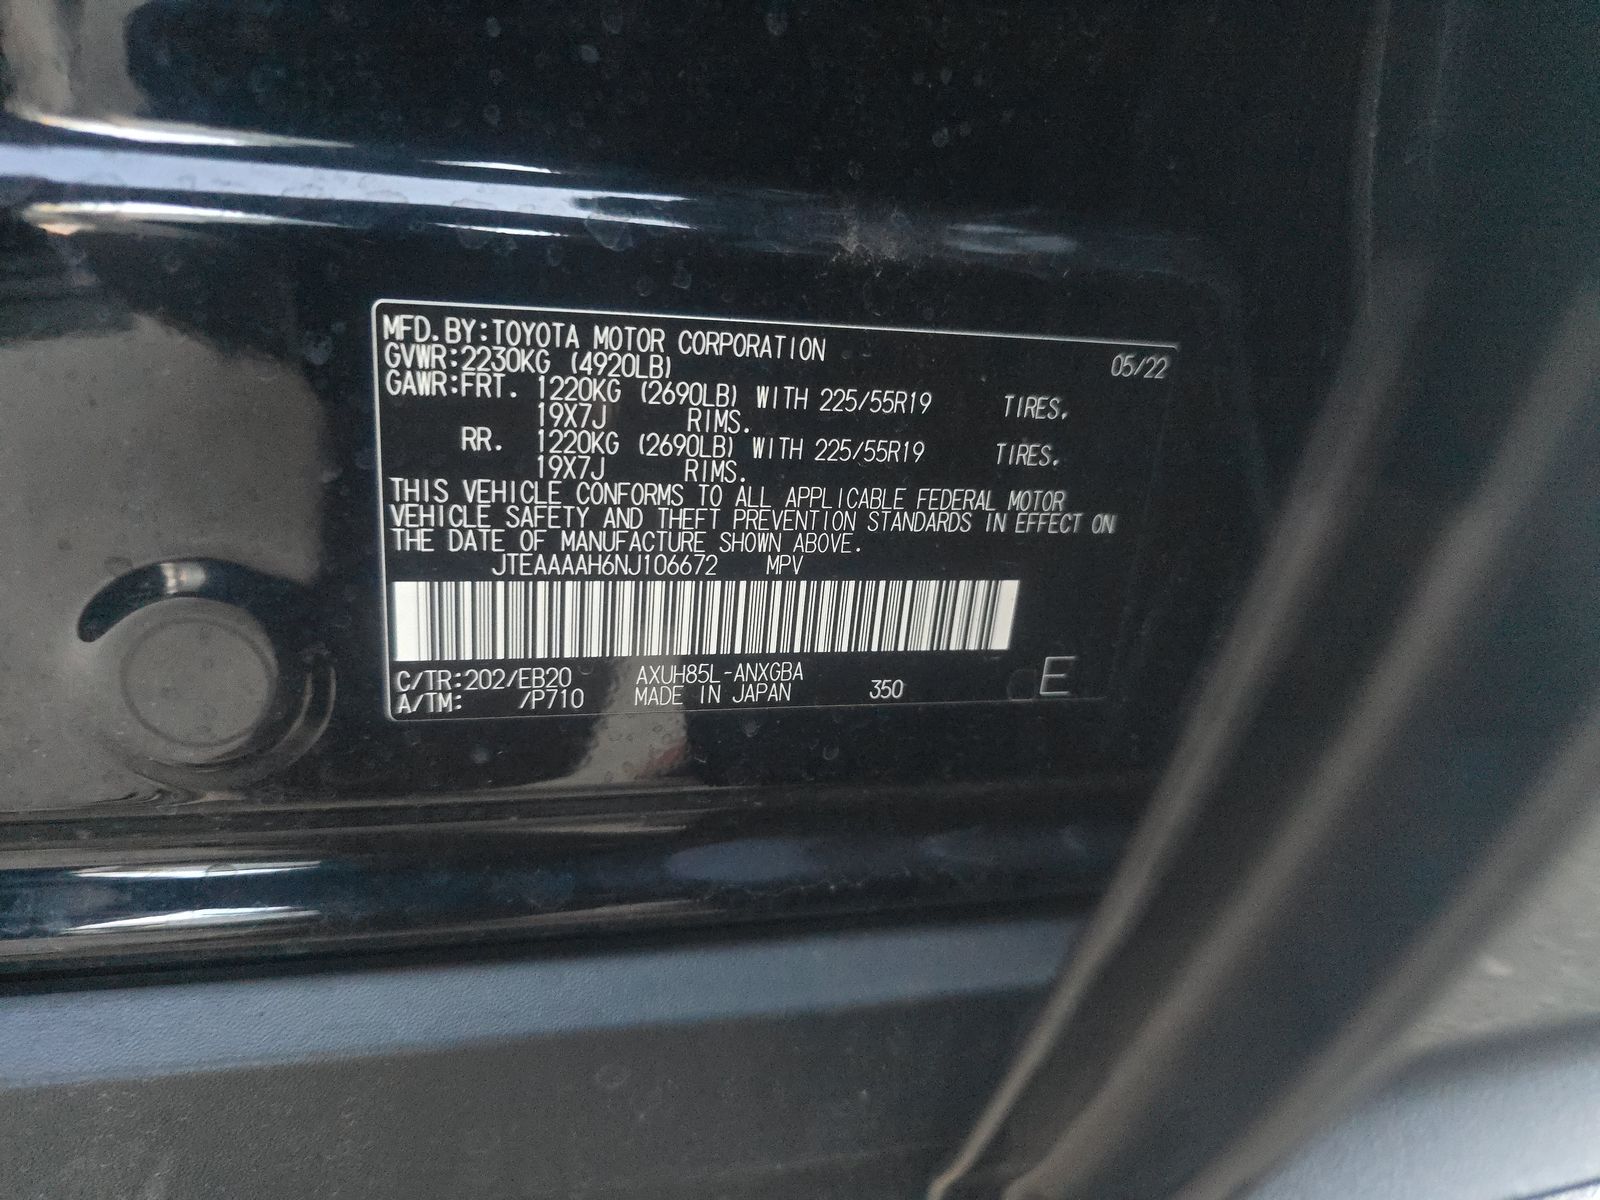 MFD. BY:TOYOTA MOTOR CORPORATION 05/22
GVWR:2230KG (4920LB)
GAWR:FRT. 1220KG (2690LB) WITH 225/55R19 TIRES,
19X7J RIMS.
RR. 1220KG (2690LB) WITH 225/55R19 TIRES,
19X7J RIMS.
THIS VEHICLE CONFORMS TO ALL APPLICABLE FEDERAL MOTOR
VEHICLE SAFETY AND THEFT PREVENTION STANDARDS IN EFFECT ON
THE DATE OF MANUFACTURE SHOWN ABOVE.
JTEAAAAH6NJ106672 MPV
C/TR:202/EB20 AXUH85L-ANXGBA
A/TM: /P710 MADE IN JAPAN 350 E